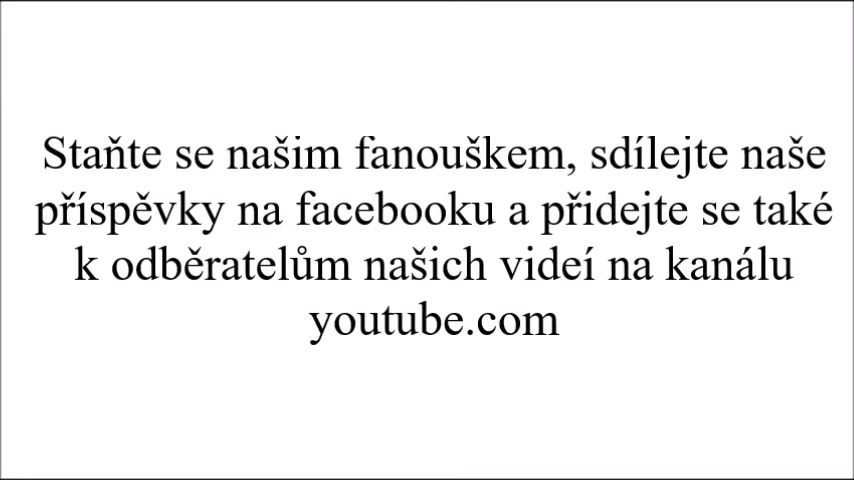 Staňte se našim fanouškem, sdílejte naše
příspěvky na facebooku a přidejte se také
k odběratelům našich videí na kanálu
youtube.com